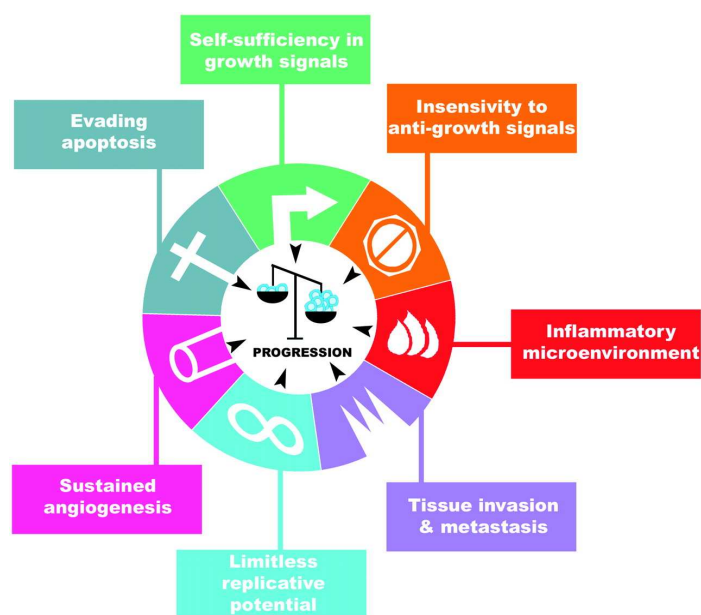 Self-sufficiency in
growth signals
Evading
apoptosis
Insensivity to
anti-growth signals
PROGRESSION
Inflammatory
microenvironment
Sustained
angiogenesis
Tissue invasion
& metastasis
Limitless
replicative
potential